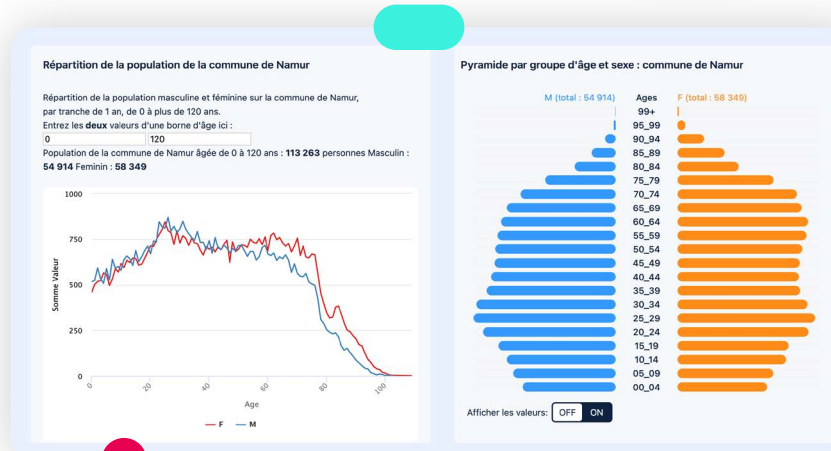 Répartition de la population de la commune de Namur
Répartition de la population masculine et féminine sur la commune de Namur,
par tranche de 1 an, de 0 à plus de 120 ans.
Entrez les deux valeurs d'une borne d'âge ici :
0 120
Population de la commune de Namur âgée de 0 à 120 ans : 113 263 personnes Masculin :
54 914 Feminin : 58 349
1000
750
500
250
0
Somme Valeur
0 20 40 60 80 100
Age
F M
Pyramide par groupe d'âge et sexe : commune de Namur
M (total : 54 914) Ages F (total : 58 349)
99+
95_99
90_94
85_89
80_84
75_79
70_74
65_69
60_64
55_59
50_54
45_49
40_44
35_39
30_34
25_29
20_24
15_19
10_14
05_09
00_04
Afficher les valeurs: OFF ON